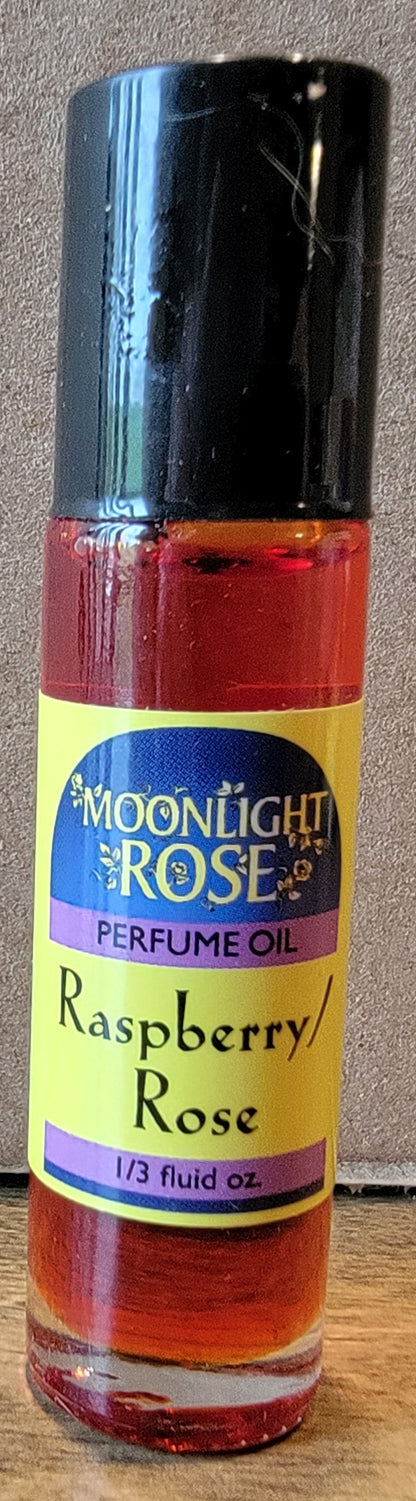 MOONLIGHT
ROSE
PERFUME OIL
Raspberry/
Rose
1/3 fluid oz.